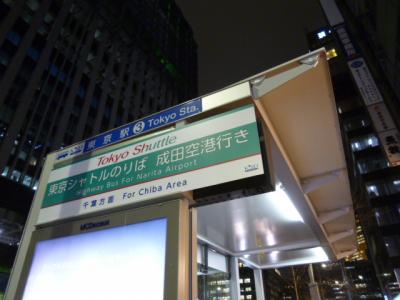 東京駅 3 Tokyo Sta.
Tokyo Shuttle
東京シャトルのりば 成田空港行き
Highway Bus For Narita Airport
千葉方面 For Chiba Area